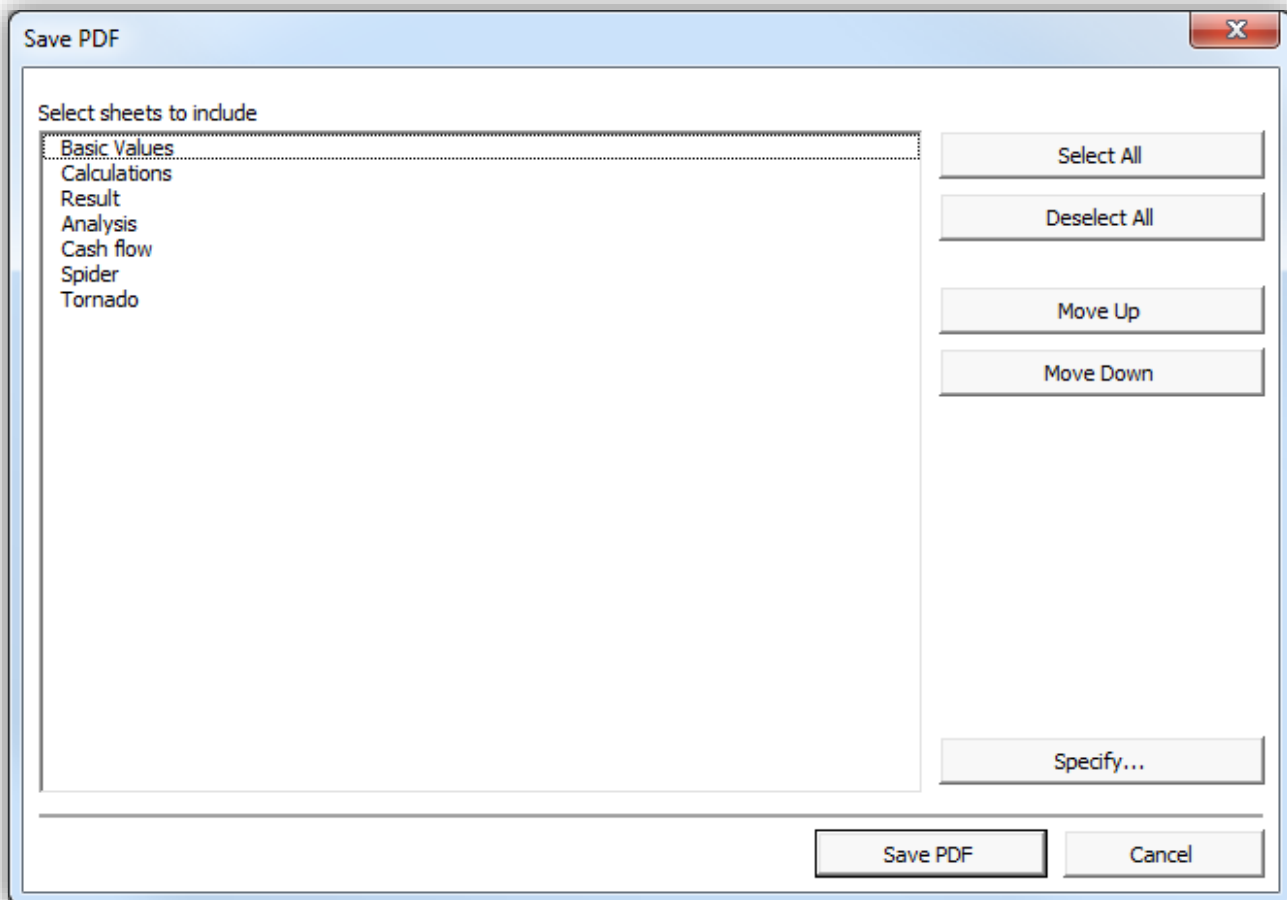 Save PDF
Select sheets to include
Basic Values
Calculations
Result
Analysis
Cash flow
Spider
Tornado
Select All
Deselect All
Move Up
Move Down
Specify...
Save PDF
Cancel